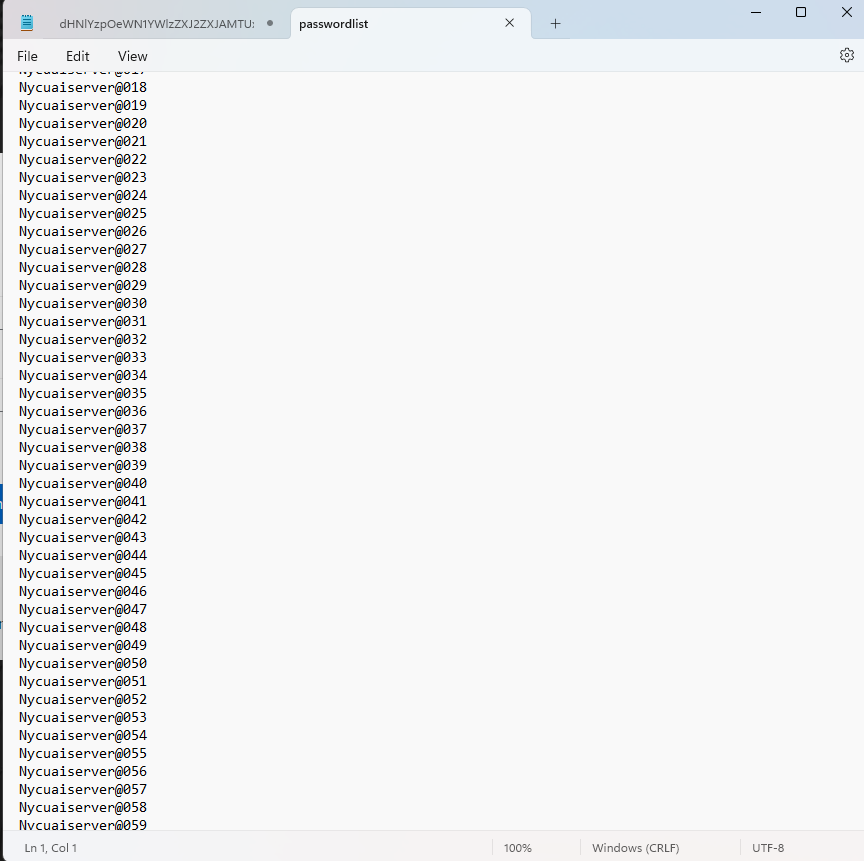 passwordlist
File Edit View
Nycuaiserver@017
Nycuaiserver@018
Nycuaiserver@019
Nycuaiserver@020
Nycuaiserver@021
Nycuaiserver@022
Nycuaiserver@023
Nycuaiserver@024
Nycuaiserver@025
Nycuaiserver@026
Nycuaiserver@027
Nycuaiserver@028
Nycuaiserver@029
Nycuaiserver@030
Nycuaiserver@031
Nycuaiserver@032
Nycuaiserver@033
Nycuaiserver@034
Nycuaiserver@035
Nycuaiserver@036
Nycuaiserver@037
Nycuaiserver@038
Nycuaiserver@039
Nycuaiserver@040
Nycuaiserver@041
Nycuaiserver@042
Nycuaiserver@043
Nycuaiserver@044
Nycuaiserver@045
Nycuaiserver@046
Nycuaiserver@047
Nycuaiserver@048
Nycuaiserver@049
Nycuaiserver@050
Nycuaiserver@051
Nycuaiserver@052
Nycuaiserver@053
Nycuaiserver@054
Nycuaiserver@055
Nycuaiserver@056
Nycuaiserver@057
Nycuaiserver@058
Nycuaiserver@059
Ln 1, Col 1 100% Windows (CRLF) UTF-8